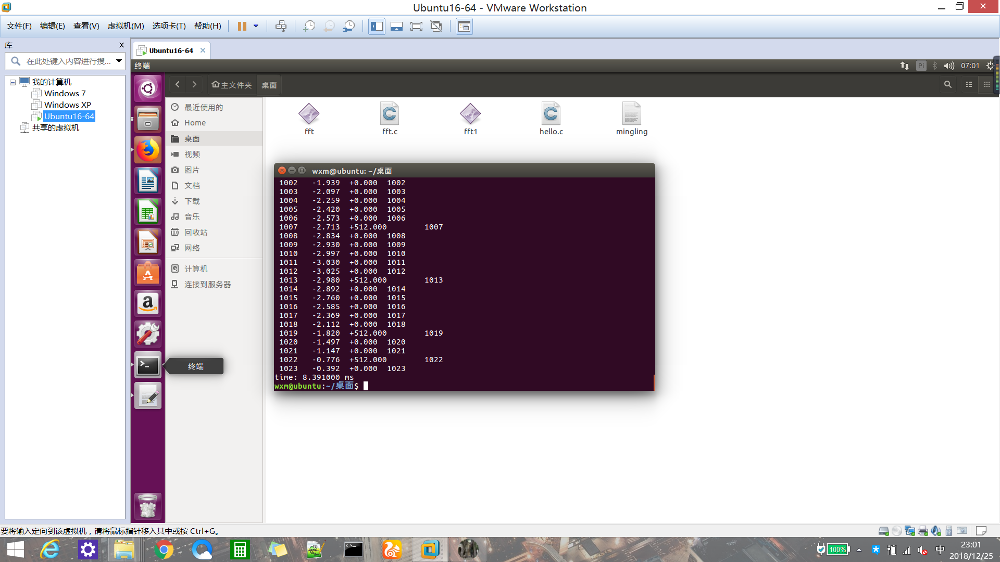 Ubuntu16-64 - VMware Workstation
文件(F) 编辑(E) 查看(V) 虚拟机(M) 选项卡(T) 帮助(H)
库
在此处键入内容进行搜...
我的计算机
Windows 7
Windows XP
Ubuntu16-64
共享的虚拟机
Ubuntu16-64
终端
Pi
07:01
主文件夹
桌面
最近使用的
Home
桌面
视频
图片
文档
下载
音乐
回收站
网络
计算机
连接到服务器
fft
fft.c
fft1
hello.c
mingling
wxm@ubuntu: ~/桌面
1002 -1.939 +0.000 1002
1003 -2.097 +0.000 1003
1004 -2.259 +0.000 1004
1005 -2.420 +0.000 1005
1006 -2.573 +0.000 1006
1007 -2.713 +512.000 1007
1008 -2.834 +0.000 1008
1009 -2.930 +0.000 1009
1010 -2.997 +0.000 1010
1011 -3.030 +0.000 1011
1012 -3.025 +0.000 1012
1013 -2.980 +512.000 1013
1014 -2.892 +0.000 1014
1015 -2.760 +0.000 1015
1016 -2.585 +0.000 1016
1017 -2.369 +0.000 1017
1018 -2.112 +0.000 1018
1019 -1.820 +512.000 1019
1020 -1.497 +0.000 1020
1021 -1.147 +0.000 1021
1022 -0.776 +512.000 1022
1023 -0.392 +0.000 1023
time: 8.391000 ms
wxm@ubuntu:~/桌面$
终端
要将输入定向到该虚拟机，请将鼠标指针移入其中或按 Ctrl+G。
100%
中
23:01
2018/12/25